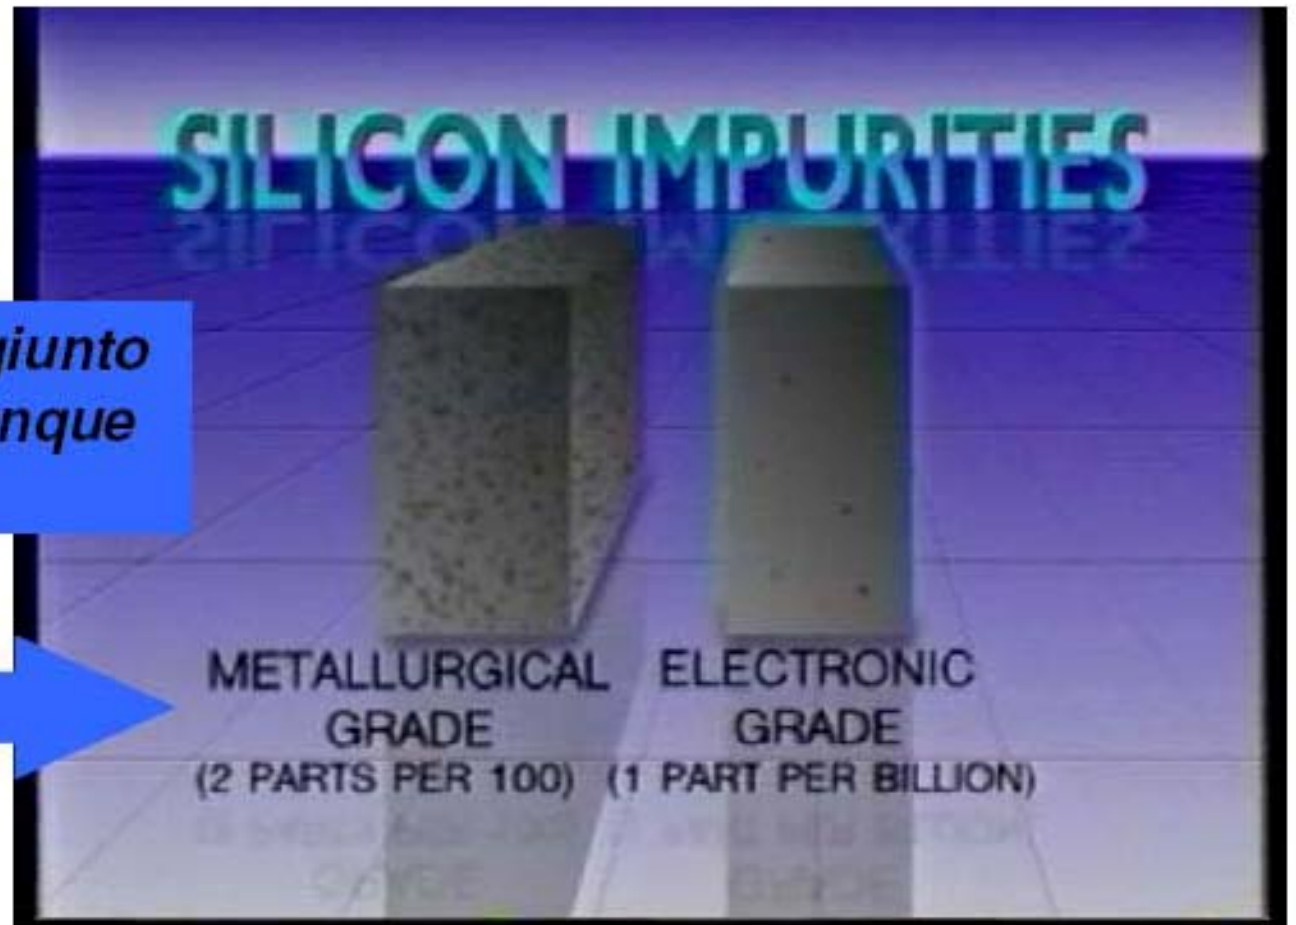 SILICON IMPURITIES
METALLURGICAL
GRADE
(2 PARTS PER 100)
ELECTRONIC
GRADE
(1 PART PER BILLION)
giunto
nque